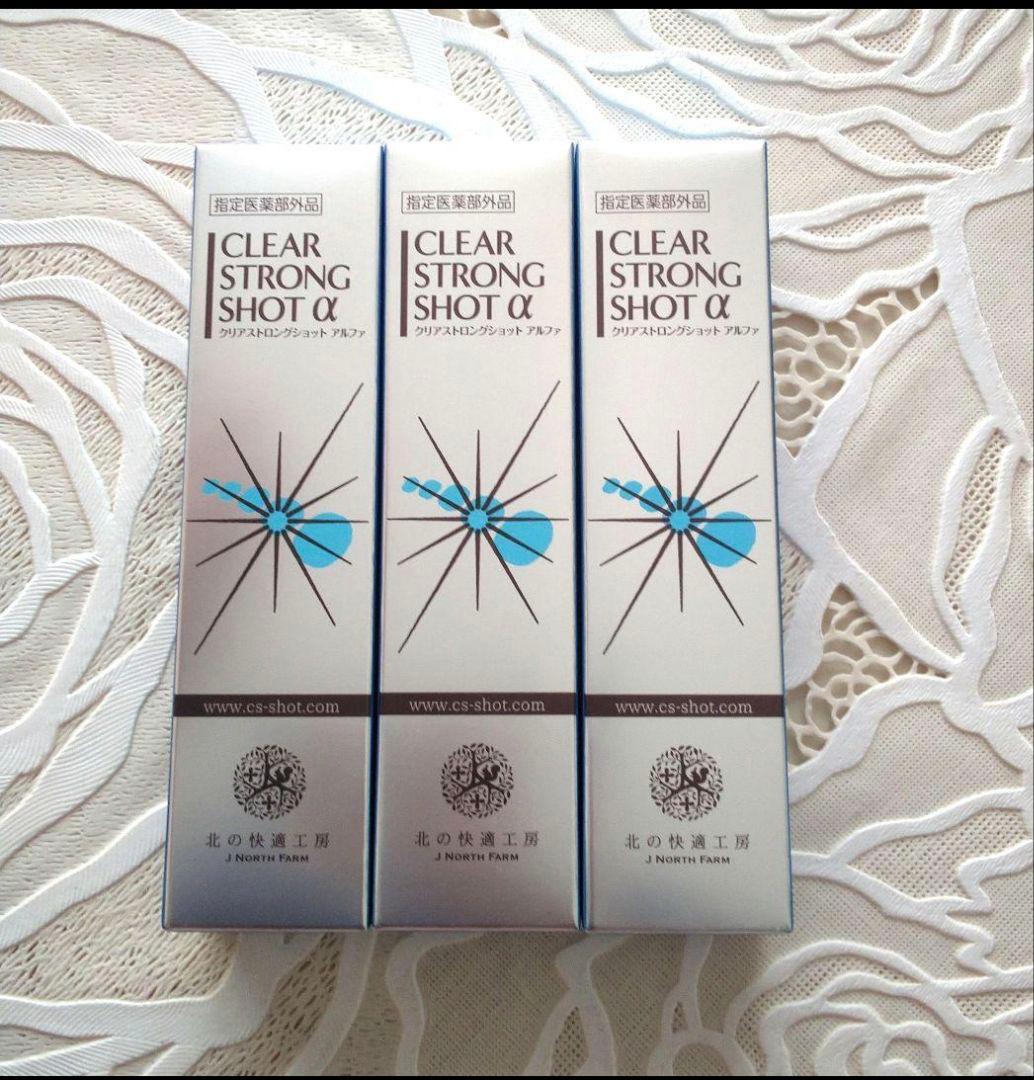 指定医薬部外品
CLEAR
STRONG
SHOT α
クリアストロングショット アルファ
www.cs-shot.com
北の快適工房
J NORTH FARM
指定医薬部外品
CLEAR
STRONG
SHOT α
クリアストロングショット アルファ
www.cs-shot.com
北の快適工房
J NORTH FARM
指定医薬部外品
CLEAR
STRONG
SHOT α
クリアストロングショット アルファ
www.cs-shot.com
北の快適工房
J NORTH FARM